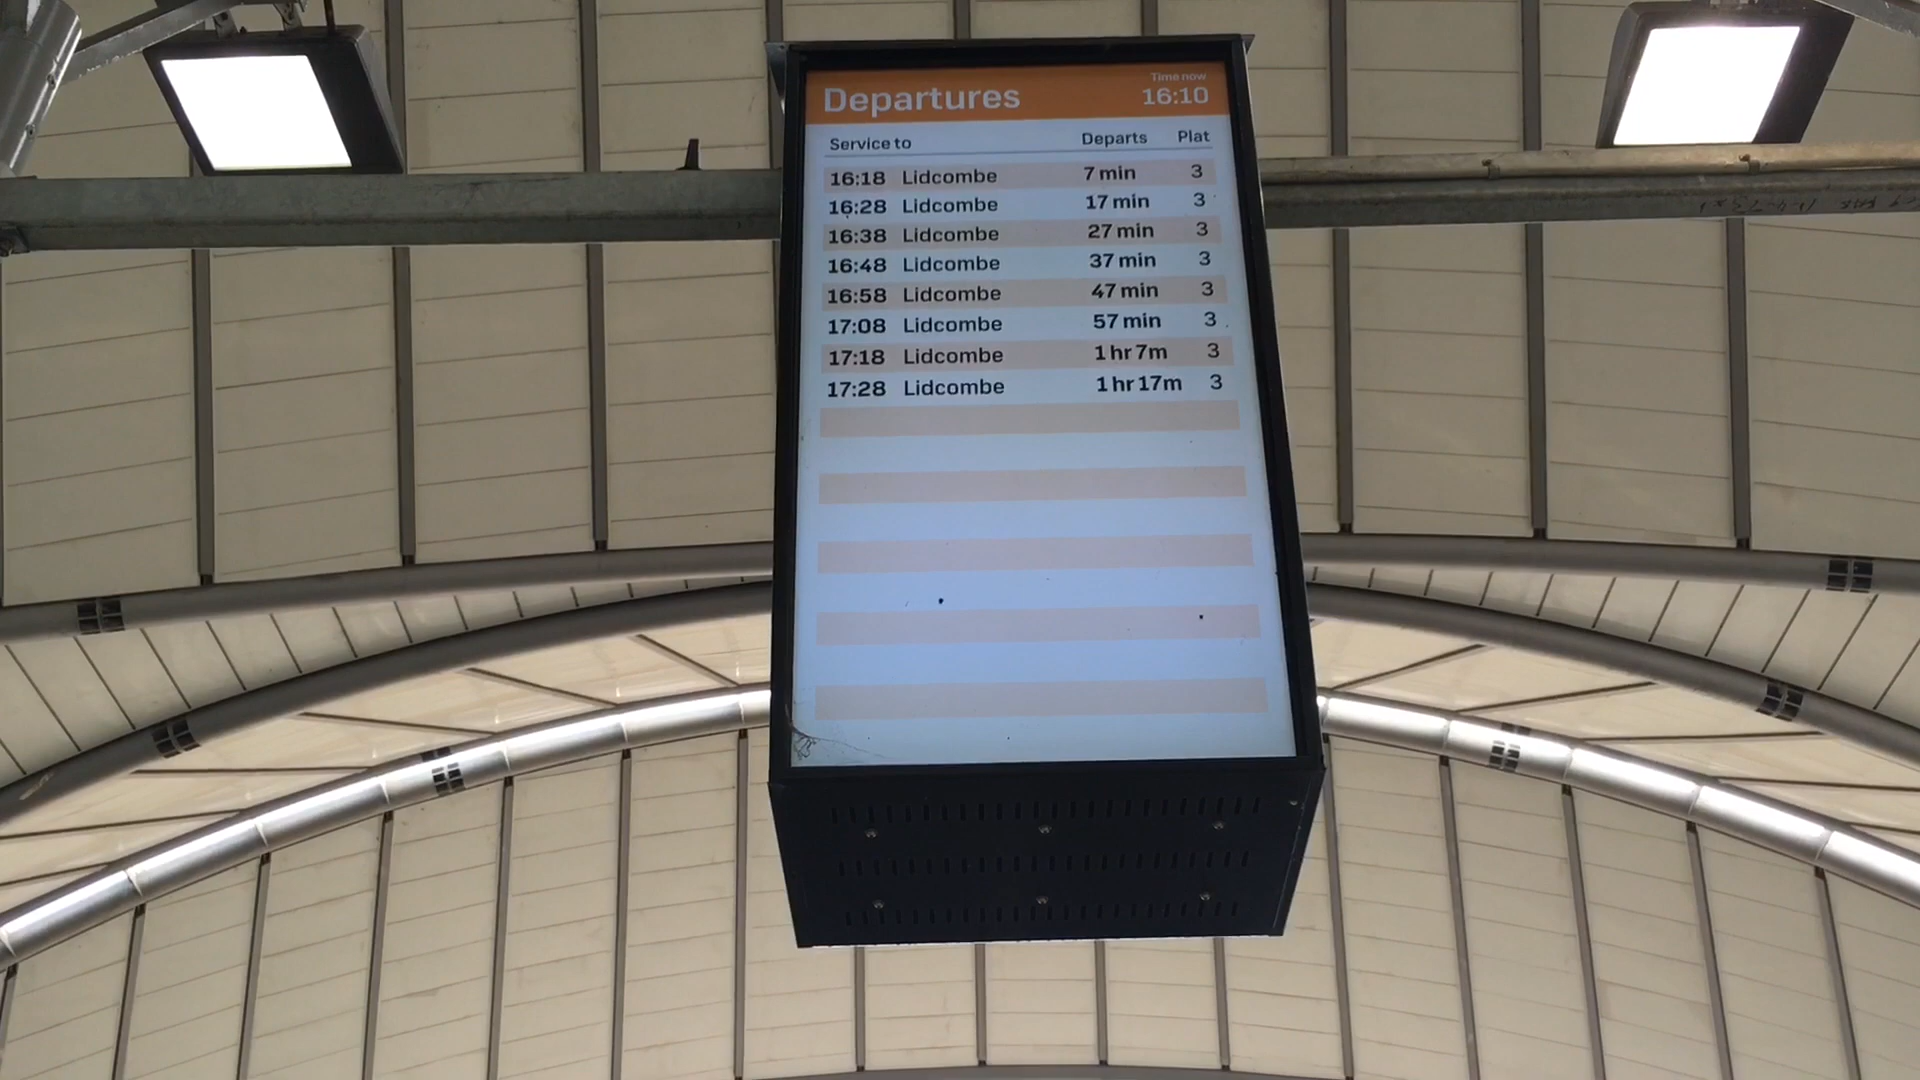 Time now
Departures 16:10
Service to Departs Plat
16:18 Lidcombe 7 min 3
16:28 Lidcombe 17 min 3
16:38 Lidcombe 27 min 3
16:48 Lidcombe 37 min 3
16:58 Lidcombe 47 min 3
17:08 Lidcombe 57 min 3
17:18 Lidcombe 1 hr 7m 3
17:28 Lidcombe 1 hr 17m 3